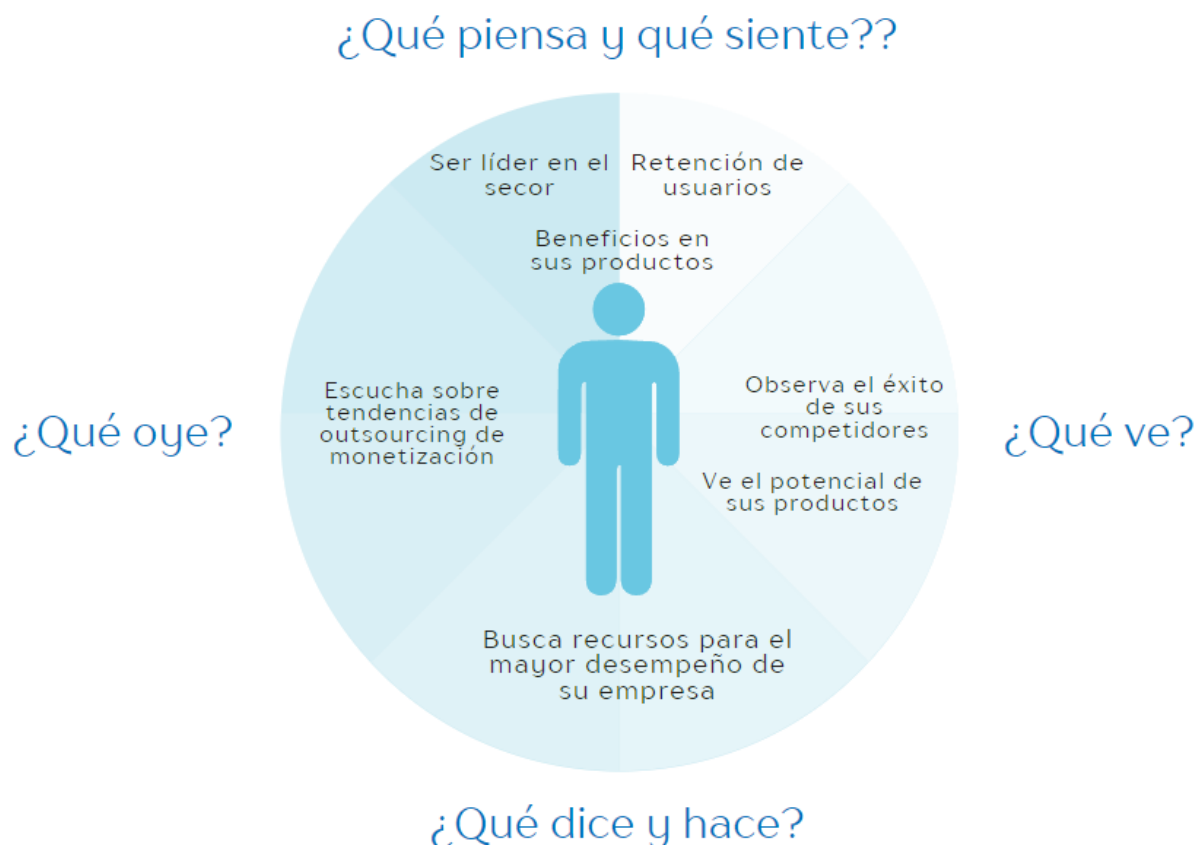 ¿Qué piensa y qué siente??
Ser líder en el
secor
Retención de
usuarios
Beneficios en
sus productos
¿Qué oye?
Escucha sobre
tendencias de
outsourcing de
monetización
Observa el éxito
de sus
competidores
Ve el potencial de
sus productos
¿Qué ve?
Busca recursos para el
mayor desempeño de
su empresa
¿Qué dice y hace?